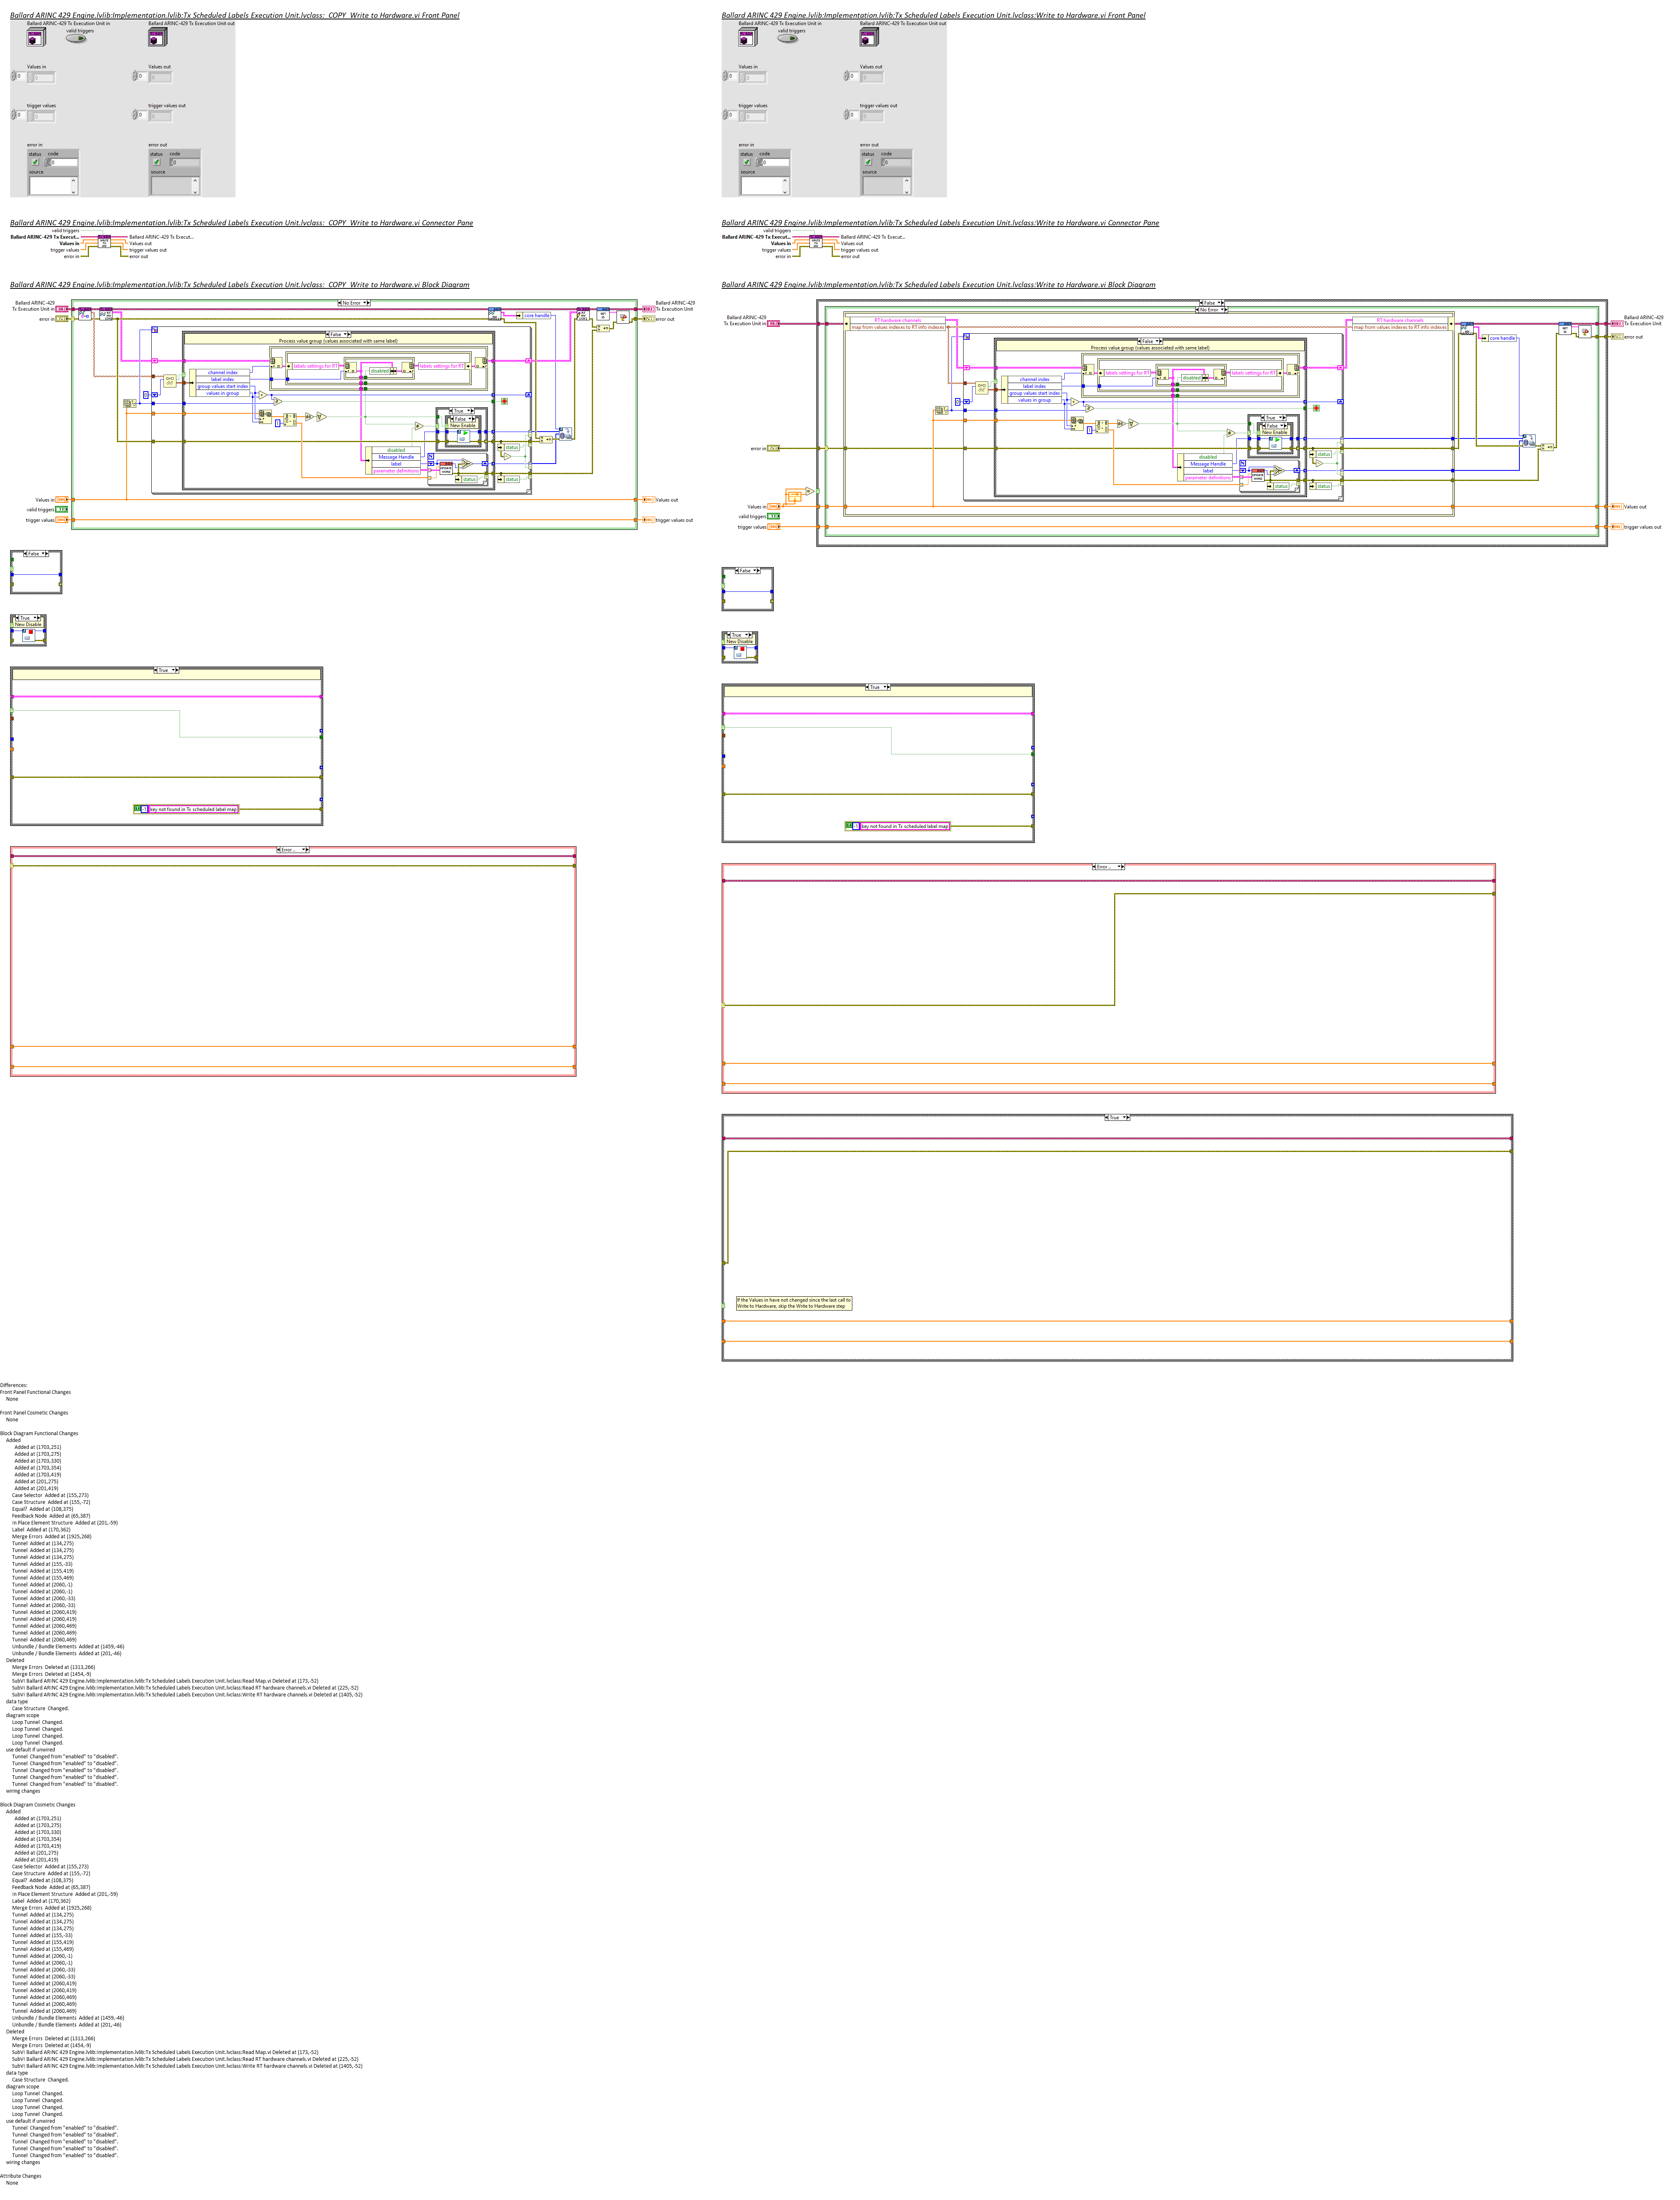 Ballard ARINC 429 Engine.lvlib:Implementation.lvlib:Tx Scheduled Labels Execution Unit.lvclass:_COPY_Write to Hardware.vi Front Panel
Ballard ARINC-429 Tx Execution Unit in
Ballard ARINC-429 Tx Execution Unit out
valid triggers
Values in
Values out
0
0
0
0
trigger values
trigger values out
0
0
0
0
error in
error out
status code
status code
0
0
source
source
Ballard ARINC 429 Engine.lvlib:Implementation.lvlib:Tx Scheduled Labels Execution Unit.lvclass:Write to Hardware.vi Front Panel
Ballard ARINC-429 Tx Execution Unit in
Ballard ARINC-429 Tx Execution Unit out
valid triggers
Values in
Values out
0
0
0
0
trigger values
trigger values out
0
0
0
0
error in
error out
status code
status code
0
0
source
source
Ballard ARINC 429 Engine.lvlib:Implementation.lvlib:Tx Scheduled Labels Execution Unit.lvclass:_COPY_Write to Hardware.vi Connector Pane
valid triggers
Ballard ARINC-429 Tx Execut...
Ballard ARINC-429 Tx Execut...
Values in
Values out
trigger values
trigger values out
error in
error out
Ballard ARINC 429 Engine.lvlib:Implementation.lvlib:Tx Scheduled Labels Execution Unit.lvclass:Write to Hardware.vi Connector Pane
valid triggers
Ballard ARINC-429 Tx Execut...
Ballard ARINC-429 Tx Execut...
Values in
Values out
trigger values
trigger values out
error in
error out
Ballard ARINC 429 Engine.lvlib:Implementation.lvlib:Tx Scheduled Labels Execution Unit.lvclass:_COPY_Write to Hardware.vi Block Diagram
No Error
Ballard ARINC-429
Tx Execution Unit in
error in
Ballard ARINC-429
Tx Execution Unit
error out
core handle
False
Process value group (values associated with same label)
labels settings for RT
disabled
labels settings for RT
channel index
label index
group values start index
values in group
True
False
New Enable
disabled
Message Handle
label
parameter definitions
status
status
status
Values in
Values out
valid triggers
trigger values
trigger values out
False
True
New Disable
True
key not found in Tx scheduled label map
Error
Ballard ARINC 429 Engine.lvlib:Implementation.lvlib:Tx Scheduled Labels Execution Unit.lvclass:Write to Hardware.vi Block Diagram
False
No Error
Ballard ARINC-429
Tx Execution Unit in
RT hardware channels
map from values indexes to RT info indexes
RT hardware channels
map from values indexes to RT info indexes
Ballard ARINC-429
Tx Execution Unit
error out
core handle
False
Process value group (values associated with same label)
labels settings for RT
disabled
labels settings for RT
channel index
label index
group values start index
values in group
True
False
New Enable
error in
disabled
Message Handle
label
parameter definitions
status
status
status
Values in
Values out
valid triggers
trigger values
trigger values out
False
True
New Disable
True
key not found in Tx scheduled label map
Error
True
If the Values in have not changed since the last call to
Write to Hardware, skip the Write to Hardware step
Differences:
Front Panel Functional Changes
None
Front Panel Cosmetic Changes
None
Block Diagram Functional Changes
Added
Added at (1703,251)
Added at (1703,275)
Added at (1703,330)
Added at (1703,354)
Added at (1703,419)
Added at (201,275)
Added at (201,419)
Case Selector Added at (155,273)
Case Structure Added at (155,-72)
Equal? Added at (108,375)
Feedback Node Added at (65,387)
In Place Element Structure Added at (201,-59)
Label Added at (170,362)
Merge Errors Added at (1925,268)
Tunnel Added at (134,275)
Tunnel Added at (134,275)
Tunnel Added at (134,275)
Tunnel Added at (155,-33)
Tunnel Added at (155,419)
Tunnel Added at (155,469)
Tunnel Added at (2060,-1)
Tunnel Added at (2060,-1)
Tunnel Added at (2060,-33)
Tunnel Added at (2060,-33)
Tunnel Added at (2060,419)
Tunnel Added at (2060,419)
Tunnel Added at (2060,469)
Tunnel Added at (2060,469)
Tunnel Added at (2060,469)
Unbundle / Bundle Elements Added at (1459,-46)
Unbundle / Bundle Elements Added at (201,-46)
Deleted
Merge Errors Deleted at (1313,266)
Merge Errors Deleted at (1454,-9)
SubVI Ballard ARINC 429 Engine.lvlib:Implementation.lvlib:Tx Scheduled Labels Execution Unit.lvclass:Read Map.vi Deleted at (173,-52)
SubVI Ballard ARINC 429 Engine.lvlib:Implementation.lvlib:Tx Scheduled Labels Execution Unit.lvclass:Read RT hardware channels.vi Deleted at (225,-52)
SubVI Ballard ARINC 429 Engine.lvlib:Implementation.lvlib:Tx Scheduled Labels Execution Unit.lvclass:Write RT hardware channels.vi Deleted at (1405,-52)
data type
Case Structure Changed.
diagram scope
Loop Tunnel Changed.
Loop Tunnel Changed.
Loop Tunnel Changed.
Loop Tunnel Changed.
use default if unwired
Tunnel Changed from "enabled" to "disabled".
Tunnel Changed from "enabled" to "disabled".
Tunnel Changed from "enabled" to "disabled".
Tunnel Changed from "enabled" to "disabled".
Tunnel Changed from "enabled" to "disabled".
wiring changes
Block Diagram Cosmetic Changes
Added
Added at (1703,251)
Added at (1703,275)
Added at (1703,330)
Added at (1703,354)
Added at (1703,419)
Added at (201,275)
Added at (201,419)
Case Selector Added at (155,273)
Case Structure Added at (155,-72)
Equal? Added at (108,375)
Feedback Node Added at (65,387)
In Place Element Structure Added at (201,-59)
Label Added at (170,362)
Merge Errors Added at (1925,268)
Tunnel Added at (134,275)
Tunnel Added at (134,275)
Tunnel Added at (134,275)
Tunnel Added at (155,-33)
Tunnel Added at (155,419)
Tunnel Added at (155,469)
Tunnel Added at (2060,-1)
Tunnel Added at (2060,-1)
Tunnel Added at (2060,-33)
Tunnel Added at (2060,-33)
Tunnel Added at (2060,419)
Tunnel Added at (2060,419)
Tunnel Added at (2060,469)
Tunnel Added at (2060,469)
Tunnel Added at (2060,469)
Unbundle / Bundle Elements Added at (1459,-46)
Unbundle / Bundle Elements Added at (201,-46)
Deleted
Merge Errors Deleted at (1313,266)
Merge Errors Deleted at (1454,-9)
SubVI Ballard ARINC 429 Engine.lvlib:Implementation.lvlib:Tx Scheduled Labels Execution Unit.lvclass:Read Map.vi Deleted at (173,-52)
SubVI Ballard ARINC 429 Engine.lvlib:Implementation.lvlib:Tx Scheduled Labels Execution Unit.lvclass:Read RT hardware channels.vi Deleted at (225,-52)
SubVI Ballard ARINC 429 Engine.lvlib:Implementation.lvlib:Tx Scheduled Labels Execution Unit.lvclass:Write RT hardware channels.vi Deleted at (1405,-52)
data type
Case Structure Changed.
diagram scope
Loop Tunnel Changed.
Loop Tunnel Changed.
Loop Tunnel Changed.
Loop Tunnel Changed.
use default if unwired
Tunnel Changed from "enabled" to "disabled".
Tunnel Changed from "enabled" to "disabled".
Tunnel Changed from "enabled" to "disabled".
Tunnel Changed from "enabled" to "disabled".
Tunnel Changed from "enabled" to "disabled".
wiring changes
Attribute Changes
None